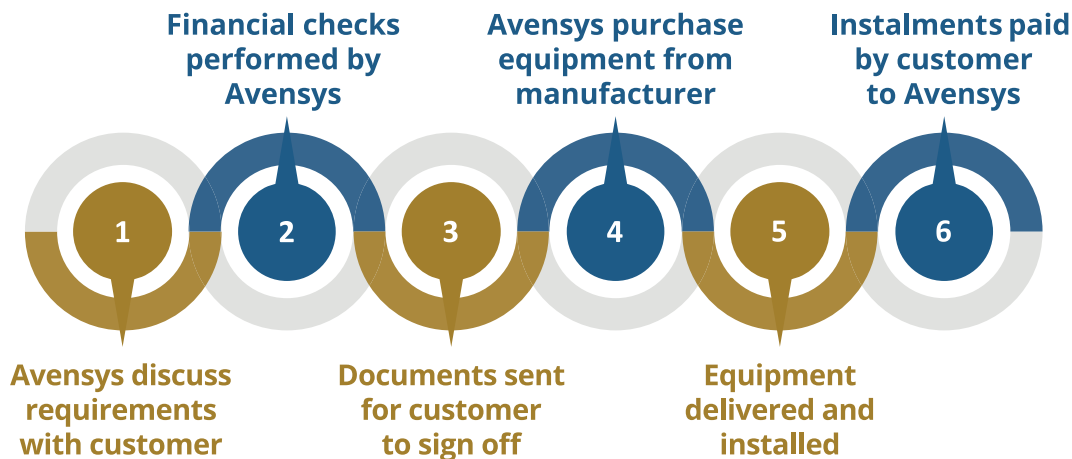 Financial checks
performed by
Avensys
Avensys purchase
equipment from
manufacturer
Instalments paid
by customer
to Avensys
1
2
3
4
5
6
Avensys discuss
requirements
with customer
Documents sent
for customer
to sign off
Equipment
delivered and
installed